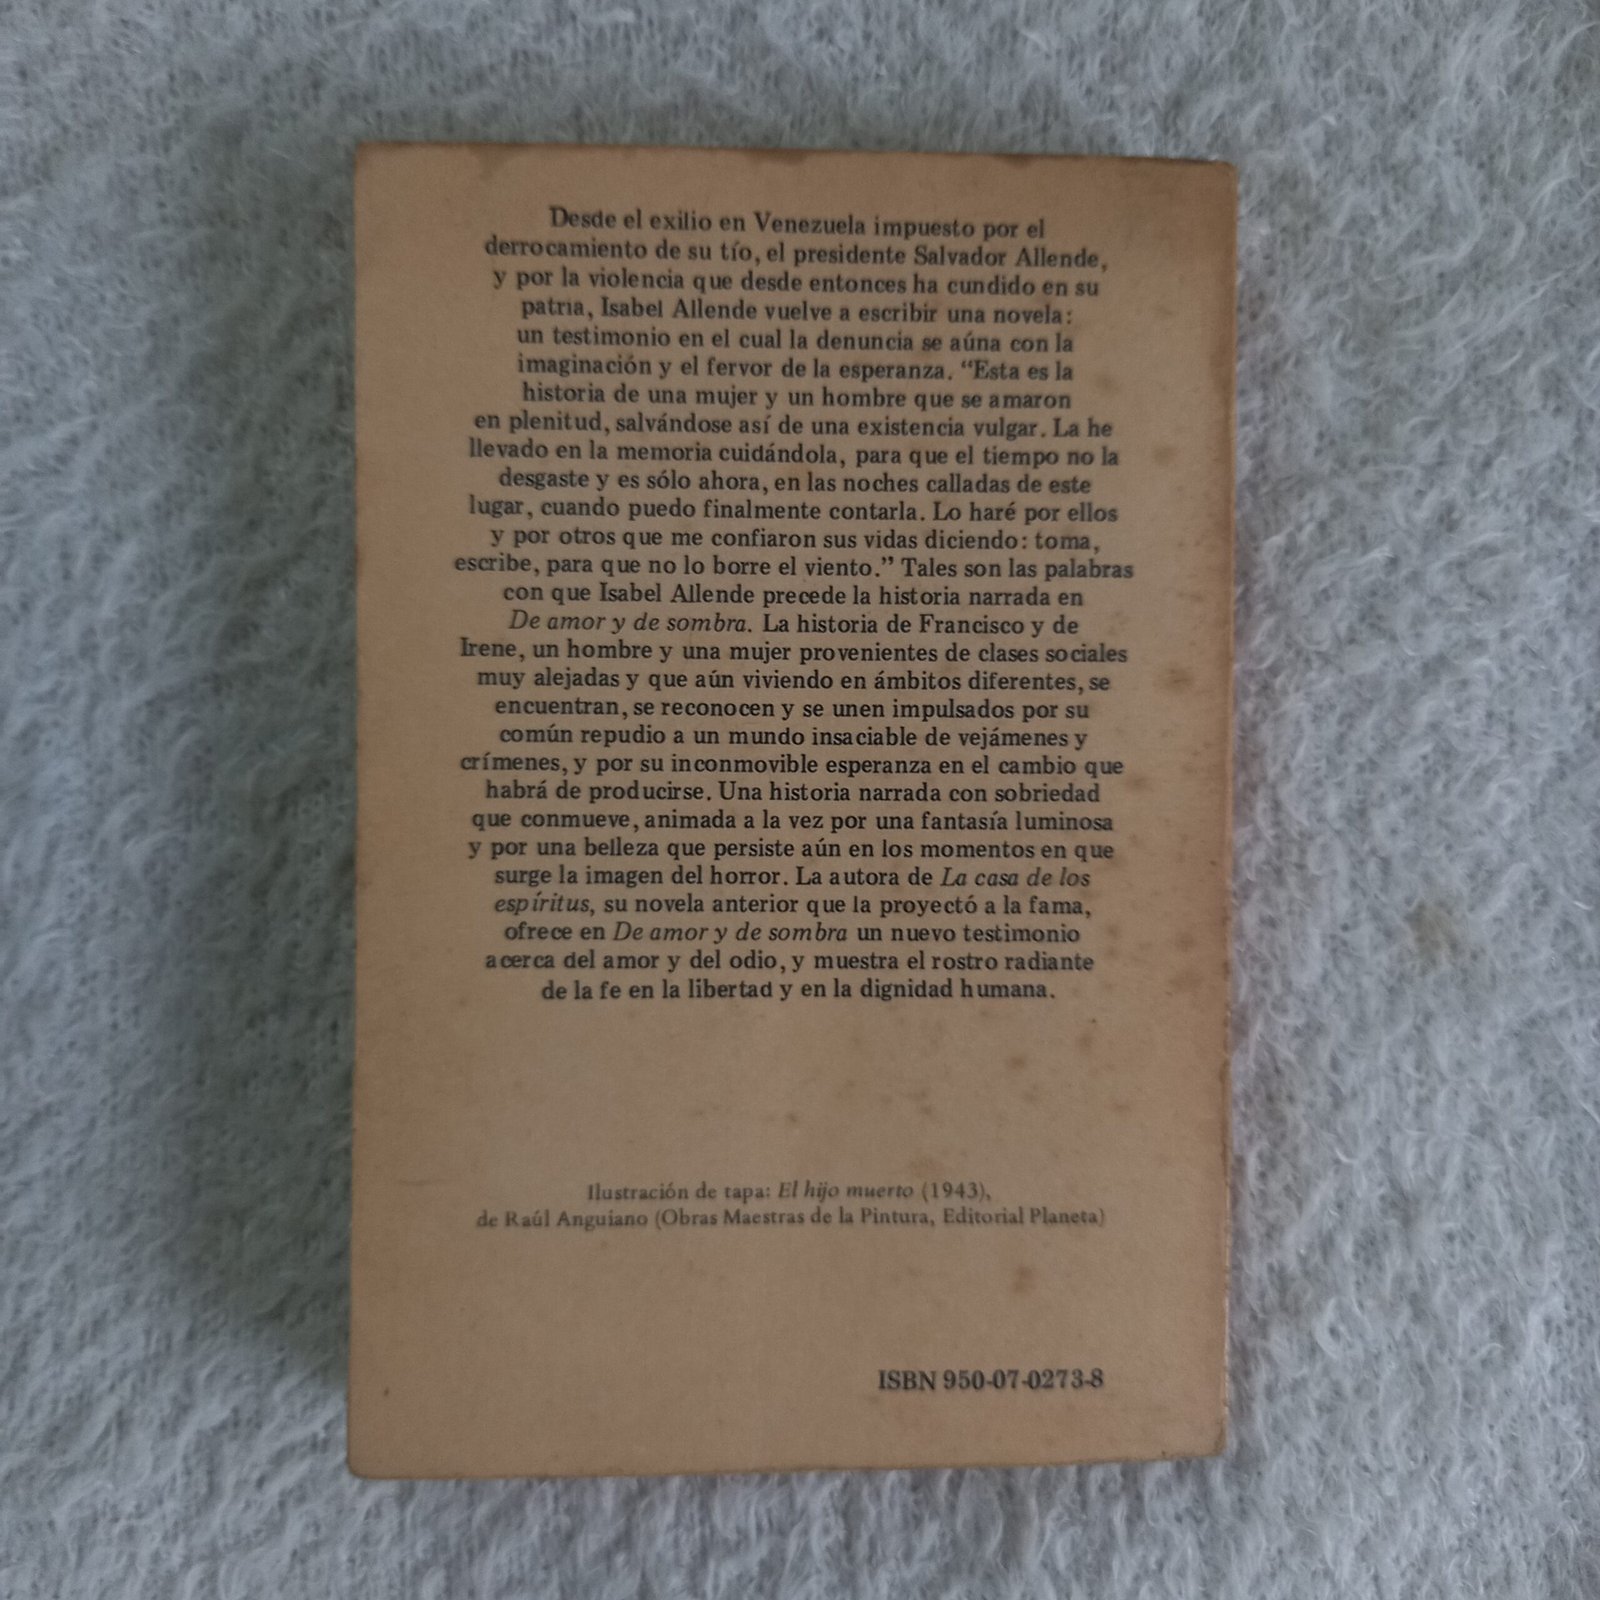 Desde el exilio en Venezuela impuesto por el
derrocamiento de su tío, el presidente Salvador Allende,
y por la violencia que desde entonces ha cundido en su
patria, Isabel Allende vuelve a escribir una novela:
un testimonio en el cual la denuncia se aúna con la
imaginación y el fervor de la esperanza. “Esta es la
historia de una mujer y un hombre que se amaron
en plenitud, salvándose así de una existencia vulgar. La he
llevado en la memoria cuidándola, para que el tiempo no la
desgaste y es sólo ahora, en las noches calladas de este
lugar, cuando puedo finalmente contarla. Lo haré por ellos
y por otros que me confiaron sus vidas diciendo: toma,
escribe, para que no lo borre el viento.” Tales son las palabras
con que Isabel Allende precede la historia narrada en
De amor y de sombra. La historia de Francisco y de
Irene, un hombre y una mujer provenientes de clases sociales
muy alejadas y que aún viviendo en ámbitos diferentes, se
encuentran, se reconocen y se unen impulsados por su
común repudio a un mundo insaciable de vejámenes y
crímenes, y por su inconmovible esperanza en el cambio que
habrá de producirse. Una historia narrada con sobriedad
que conmueve, animada a la vez por una fantasía luminosa
y por una belleza que persiste aún en los momentos en que
surge la imagen del horror. La autora de La casa de los
espíritus, su novela anterior que la proyectó a la fama,
ofrece en De amor y de sombra un nuevo testimonio
acerca del amor y del odio, y muestra el rostro radiante
de la fe en la libertad y en la dignidad humana.
Ilustración de tapa: El hijo muerto (1943),
de Raúl Anguiano (Obras Maestras de la Pintura, Editorial Planeta)
ISBN 950-07-0273-8